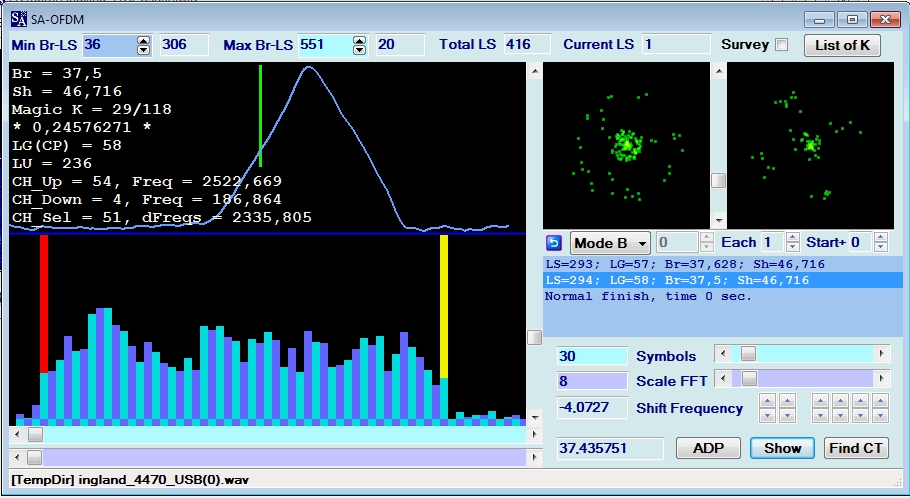 SA-OFDM
Min Br-LS 36 306 Max Br-LS 551 20 Total LS 416 Current LS 1 Survey List of K
Br = 37,5
Sh = 46,716
Magic K = 29/118
* 0,24576271 *
LG(CP) = 58
LU = 236
CH_Up = 54, Freq = 2522,669
CH_Down = 4, Freq = 186,864
CH_Sel = 51, dFreqs = 2335,805
Mode B 0 Each 1 Start+ 0
LS=293; LG=57; Br=37,628; Sh=46,716
LS=294; LG=58; Br=37,5; Sh=46,716
Normal finish, time 0 sec.
30 Symbols
8 Scale FFT
-4.0727 Shift Frequency
37.435751 ADP Show Find CT
[TempDir] ingland_4470_USB(0).wav